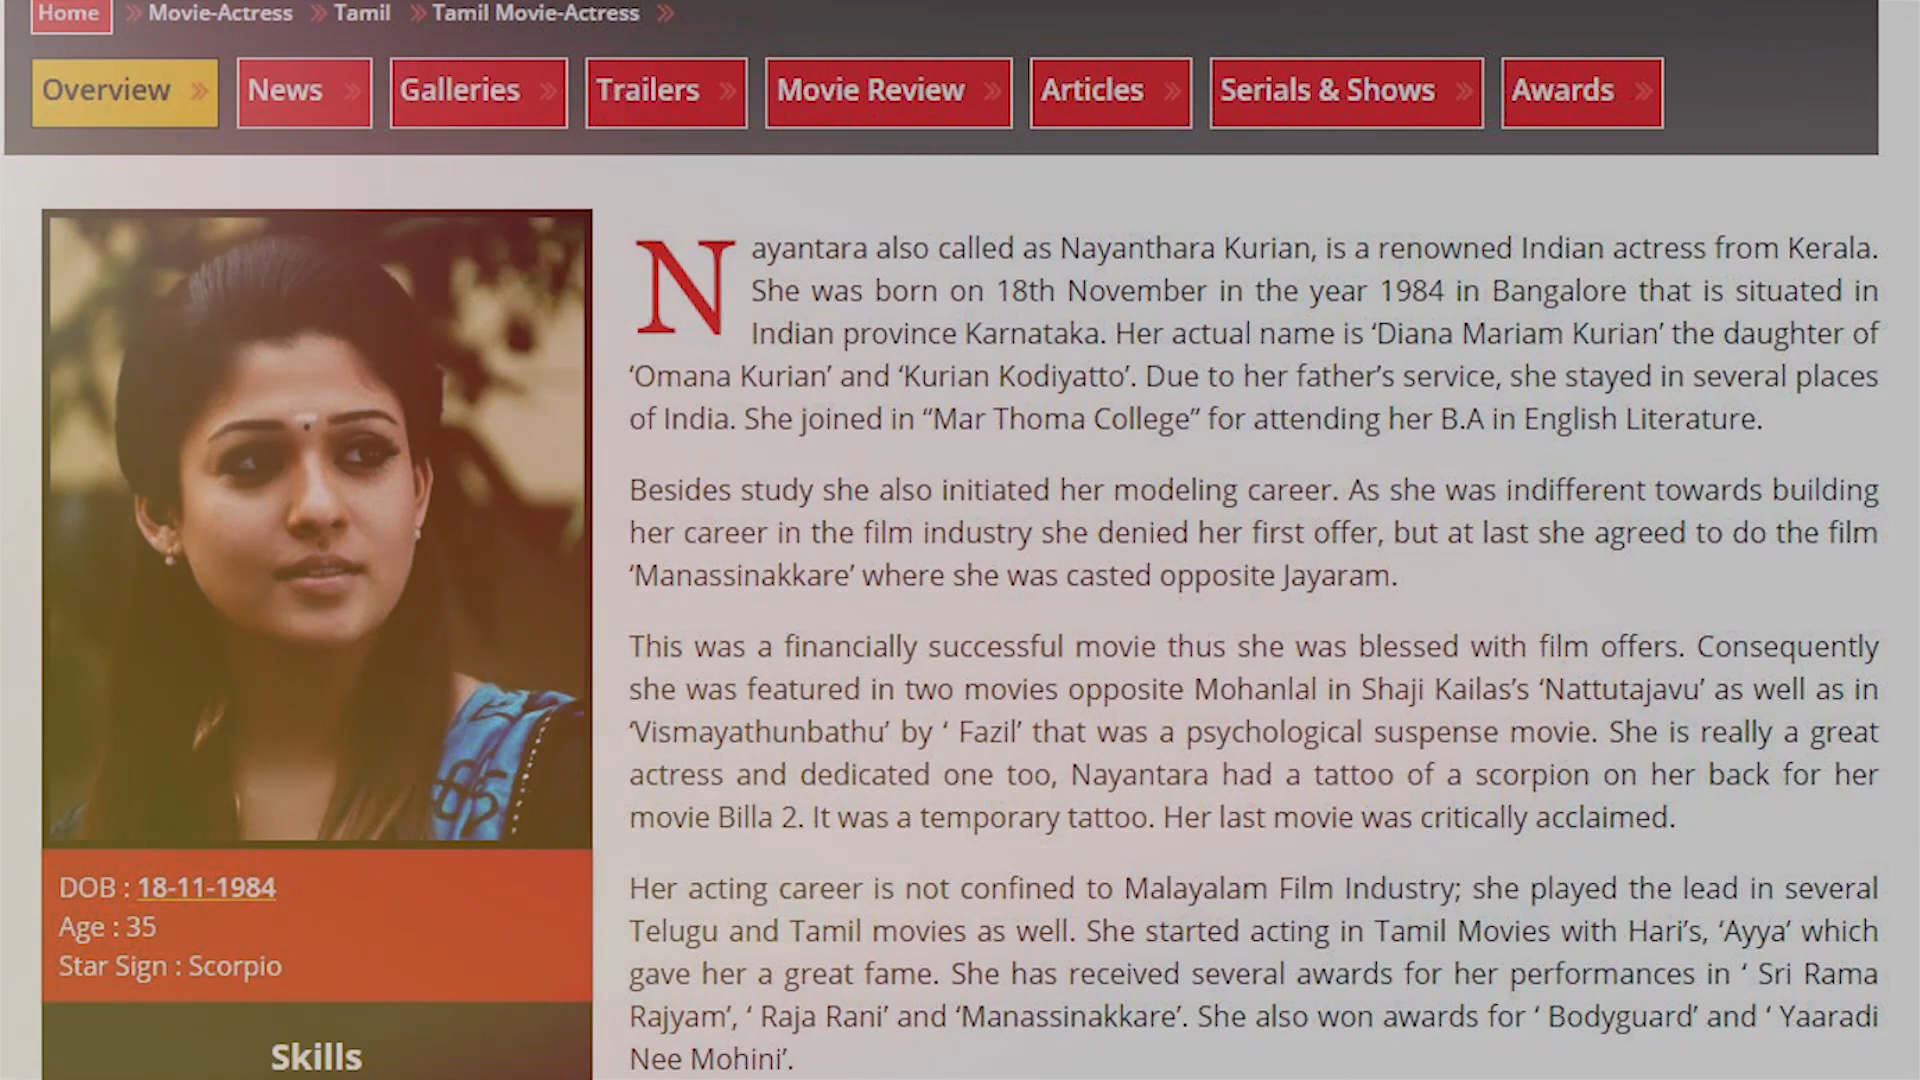 Home » Movie-Actress » Tamil » Tamil Movie-Actress »
Overview » News » Galleries » Trailers » Movie Review » Articles » Serials & Shows » Awards »
Nayantara also called as Nayanthara Kurian, is a renowned Indian actress from Kerala.
She was born on 18th November in the year 1984 in Bangalore that is situated in
Indian province Karnataka. Her actual name is ‘Diana Mariam Kurian’ the daughter of
‘Omana Kurian’ and ‘Kurian Kodiyatto’. Due to her father’s service, she stayed in several places
of India. She joined in “Mar Thoma College” for attending her B.A in English Literature.
Besides study she also initiated her modeling career. As she was indifferent towards building
her career in the film industry she denied her first offer, but at last she agreed to do the film
‘Manassinakkare’ where she was casted opposite Jayaram.
This was a financially successful movie thus she was blessed with film offers. Consequently
she was featured in two movies opposite Mohanlal in Shaji Kailas’s ‘Nattutajavu’ as well as in
‘Vismayathunbathu’ by ‘ Fazil’ that was a psychological suspense movie. She is really a great
actress and dedicated one too, Nayantara had a tattoo of a scorpion on her back for her
movie Billa 2. It was a temporary tattoo. Her last movie was critically acclaimed.
Her acting career is not confined to Malayalam Film Industry; she played the lead in several
Telugu and Tamil movies as well. She started acting in Tamil Movies with Hari’s, ‘Ayya’ which
gave her a great fame. She has received several awards for her performances in ‘ Sri Rama
Rajyam’, ‘ Raja Rani’ and ‘Manassinakkare’. She also won awards for ‘ Bodyguard’ and ‘ Yaaradi
Nee Mohini’.
DOB : 18-11-1984
Age : 35
Star Sign : Scorpio
Skills